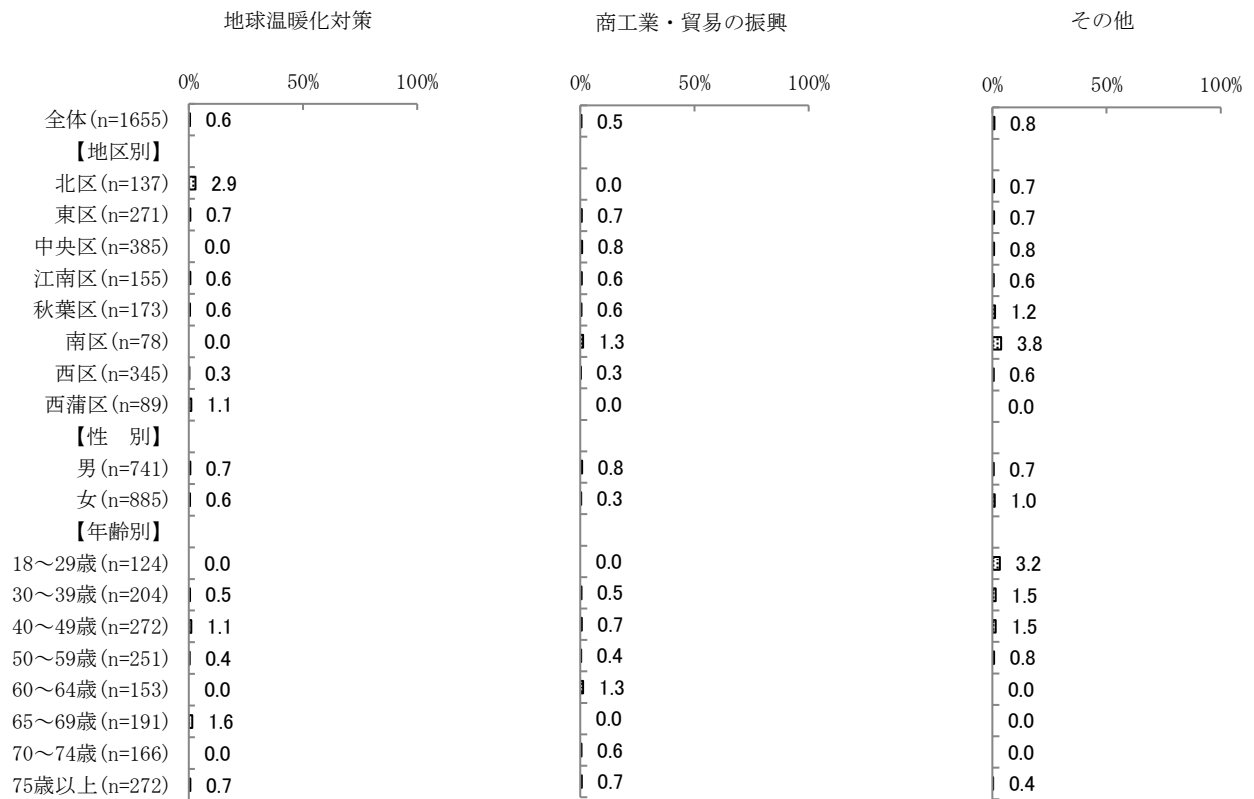 地球温暖化対策 商工業・貿易の振興 その他
0% 50% 100% 0% 50% 100% 0% 50% 100%
全体(n=1655) 0.6 0.5 0.8
【地区別】
北区(n=137) 2.9 0.0 0.7
東区(n=271) 0.7 0.7 0.7
中央区(n=385) 0.0 0.8 0.8
江南区(n=155) 0.6 0.6 0.6
秋葉区(n=173) 0.6 0.6 1.2
南区(n=78) 0.0 1.3 3.8
西区(n=345) 0.3 0.3 0.6
西蒲区(n=89) 1.1 0.0 0.0
【性　別】
男(n=741) 0.7 0.8 0.7
女(n=885) 0.6 0.3 1.0
【年齢別】
18～29歳(n=124) 0.0 0.0 3.2
30～39歳(n=204) 0.5 0.5 1.5
40～49歳(n=272) 1.1 0.7 1.5
50～59歳(n=251) 0.4 0.4 0.8
60～64歳(n=153) 0.0 1.3 0.0
65～69歳(n=191) 1.6 0.0 0.0
70～74歳(n=166) 0.0 0.6 0.0
75歳以上(n=272) 0.7 0.7 0.4